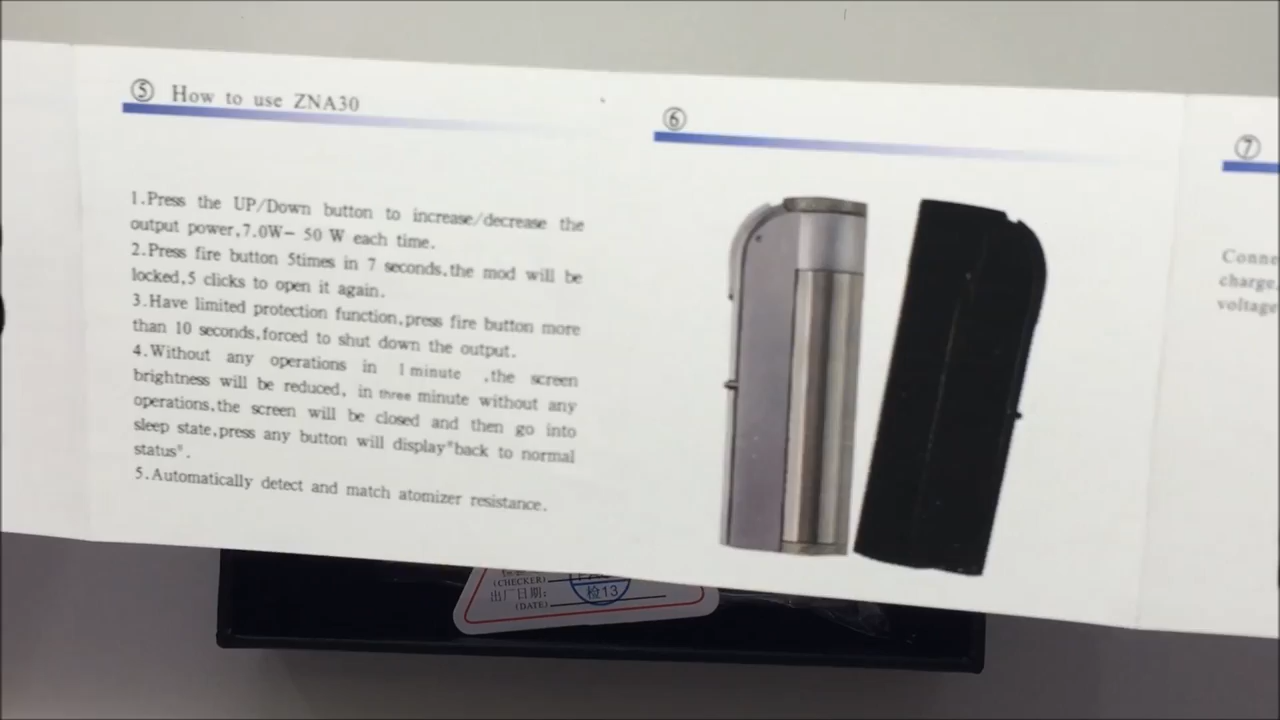 ⑤ How to use ZNA30
1.Press the UP/Down button to increase/decrease the
output power,7.0W- 50 W each time.
2.Press fire button 5times in 7 seconds,the mod will be
locked,5 clicks to open it again.
3.Have limited protection function,press fire button more
than 10 seconds,forced to shut down the output.
4.Without any operations in 1 minute ,the screen
brightness will be reduced, in three minute without any
operations,the screen will be closed and then go into
sleep state,press any button will display"back to normal
status".
5.Automatically detect and match atomizer resistance.
⑥
⑦
Conne
charge,
voltage
(CHECKER)
检13
出厂日期:
(DATE)